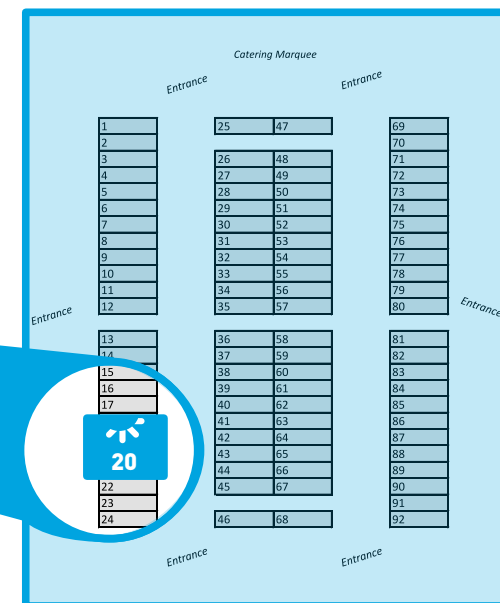 Catering Marquee
Entrance Entrance
1 25 47 69
2 70
3 26 48 71
4 27 49 72
5 28 50 73
6 29 51 74
7 30 52 75
8 31 53 76
9 32 54 77
10 33 55 78
11 34 56 79
12 35 57 80
Entrance Entrance
13 36 58 81
14 37 59 82
15 38 60 83
16 39 61 84
17 40 62 85
41 63 86
20 42 64 87
43 65 88
44 66 89
22 45 67 90
23 91
24 46 68 92
Entrance Entrance